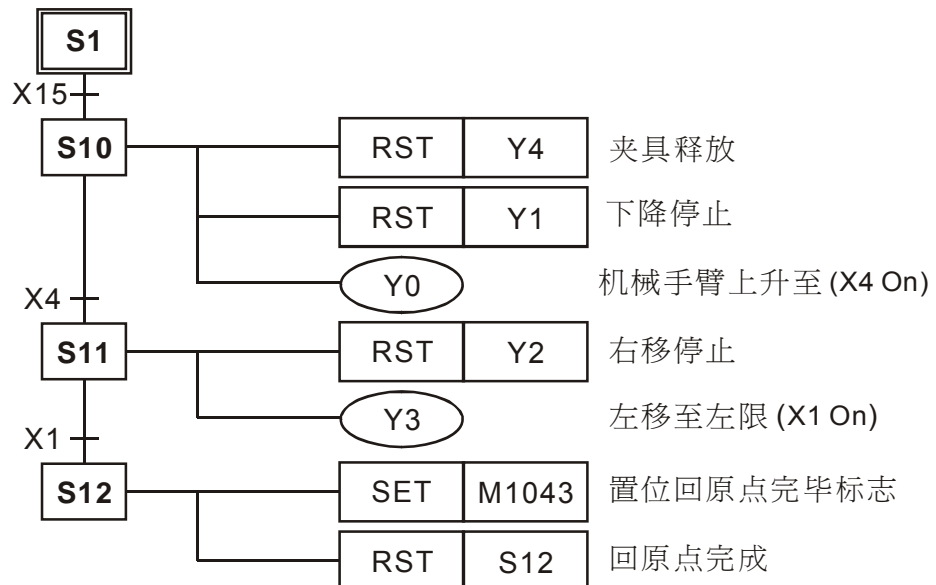 S1
X15
S10 RST Y4 夹具释放
RST Y1 下降停止
Y0 机械手臂上升至 (X4 On)
X4
S11 RST Y2 右移停止
Y3 左移至左限 (X1 On)
X1
S12 SET M1043 置位回原点完毕标志
RST S12 回原点完成